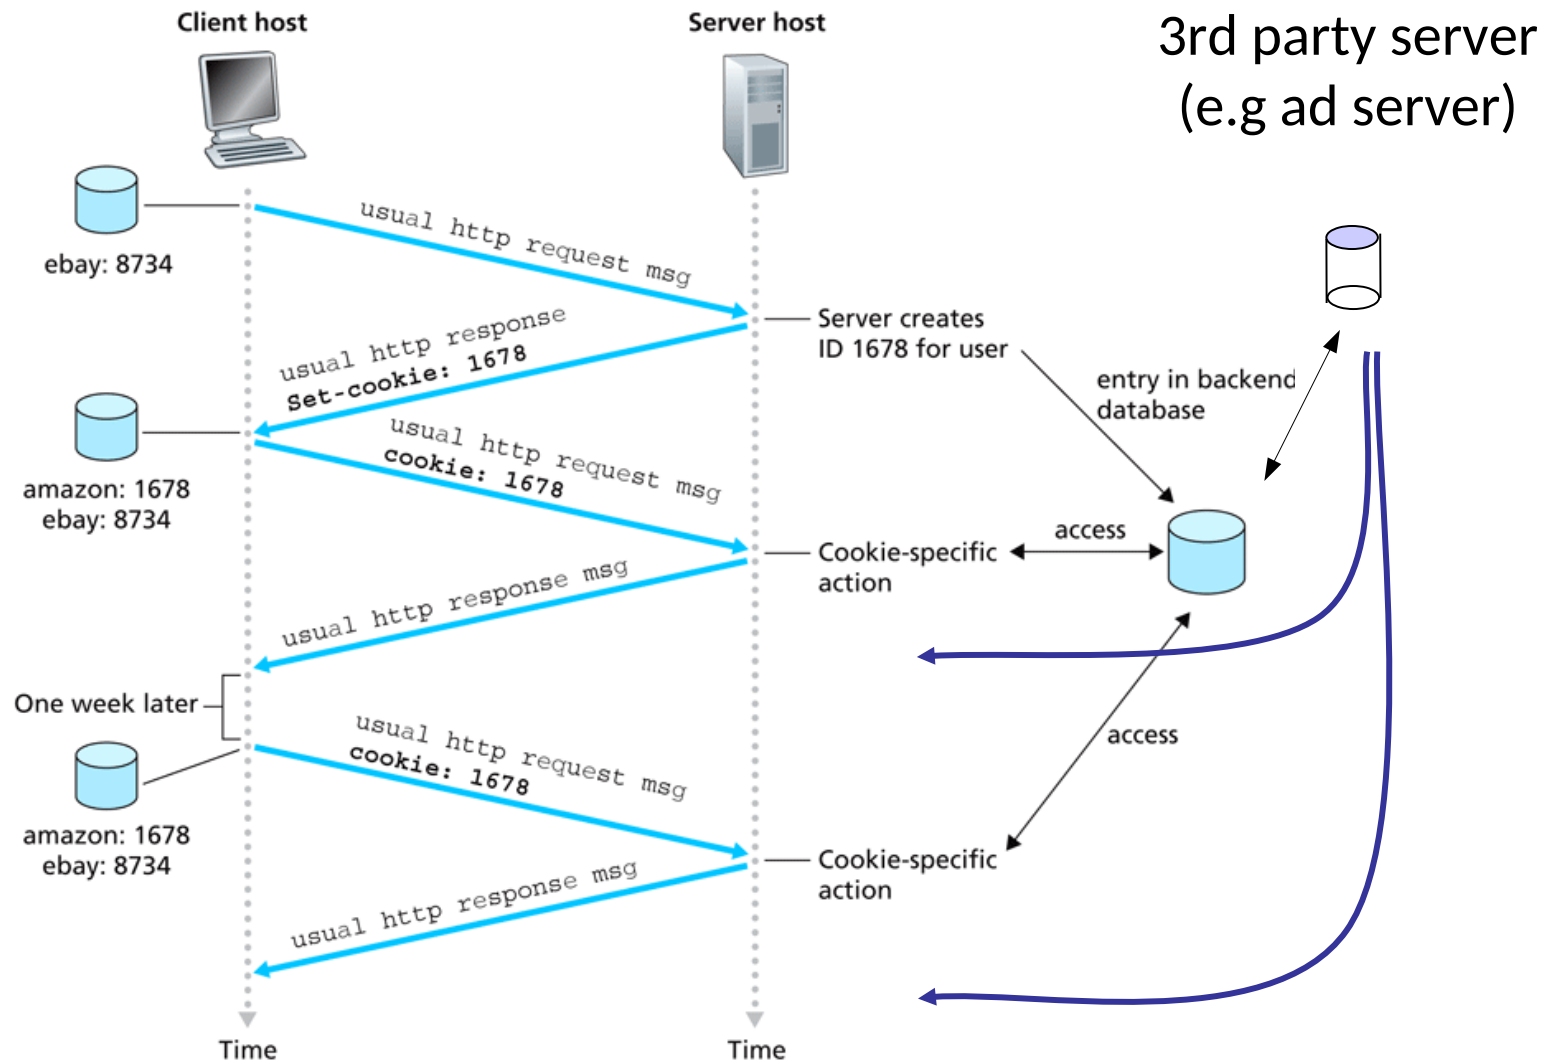 Client host
Server host
3rd party server
(e.g ad server)
ebay: 8734
usual http request msg
Server creates
ID 1678 for user
usual http response
Set-cookie: 1678
entry in backend
database
amazon: 1678
ebay: 8734
usual http request msg
cookie: 1678
Cookie-specific
action
access
usual http response msg
One week later
usual http request msg
cookie: 1678
access
amazon: 1678
ebay: 8734
Cookie-specific
action
usual http response msg
Time
Time